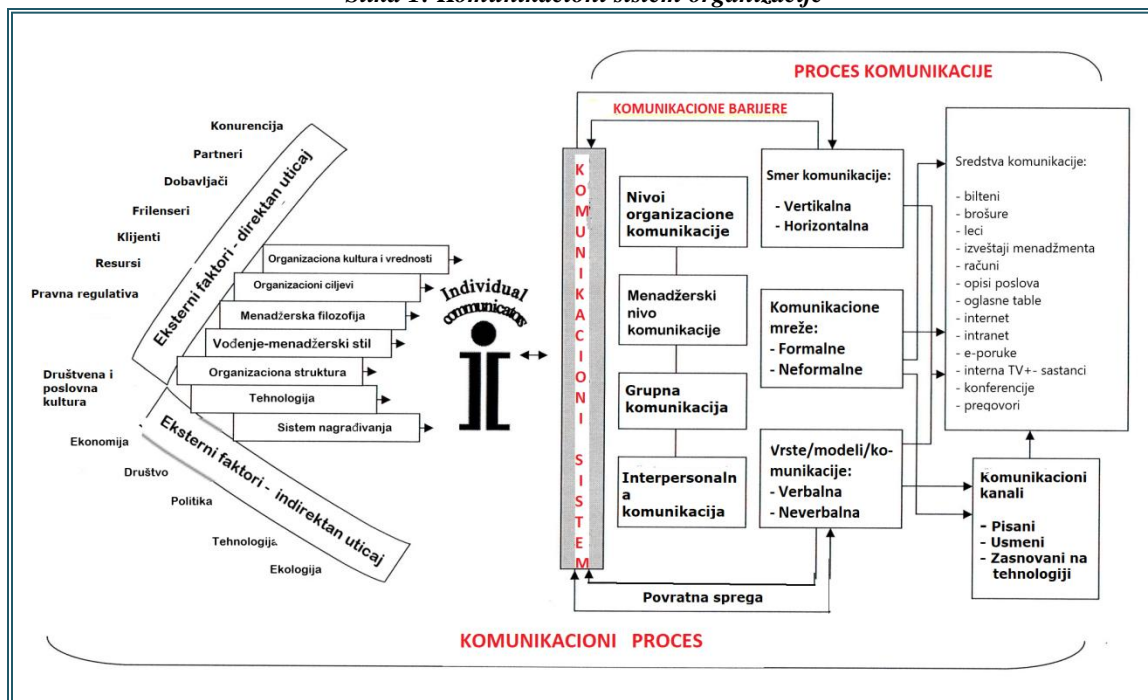 Slika 1: Komunikacioni sistem organizacije
PROCES KOMUNIKACIJE
KOMUNIKACIONE BARIJERE
Konurencija
Partneri
Dobavljači
Frilenseri
Klijenti
Resursi
Pravna regulativa
Društvena i
poslovna
kultura
Ekonomija
Društvo
Politika
Tehnologija
Ekologija
Eksterni faktori - direktan uticaj
Eksterni faktori - indirektan uticaj
Organizaciona kultura i vrednosti
Organizacioni ciljevi
Menadžerska filozofija
Vođenje-menadžerski stil
Organizaciona struktura
Tehnologija
Sistem nagrađivanja
Individual
communicators
KOMUNIKACIONI SISTEM
Nivoi
organizacione
komunikacije
Menadžerski
nivo
komunikacije
Grupna
komunikacija
Interpersonaln
a
komunikacija
Smer komunikacije:
- Vertikalna
- Horizontalna
Komunikacione
mreže:
- Formalne
- Neformalne
Vrste/modeli/ko-
munikacije:
- Verbalna
- Neverbalna
Sredstva komunikacije:
- bilteni
- brošure
- leci
- izveštaji menadžmenta
- računi
- opisi poslova
- oglasne table
- internet
- intranet
- e-poruke
- interna TV+- sastanci
- konferencije
- pregovori
Komunikacioni
kanali
- Pisani
- Usmeni
- Zasnovani na
tehnologiji
Povratna sprega
KOMUNIKACIONI PROCES